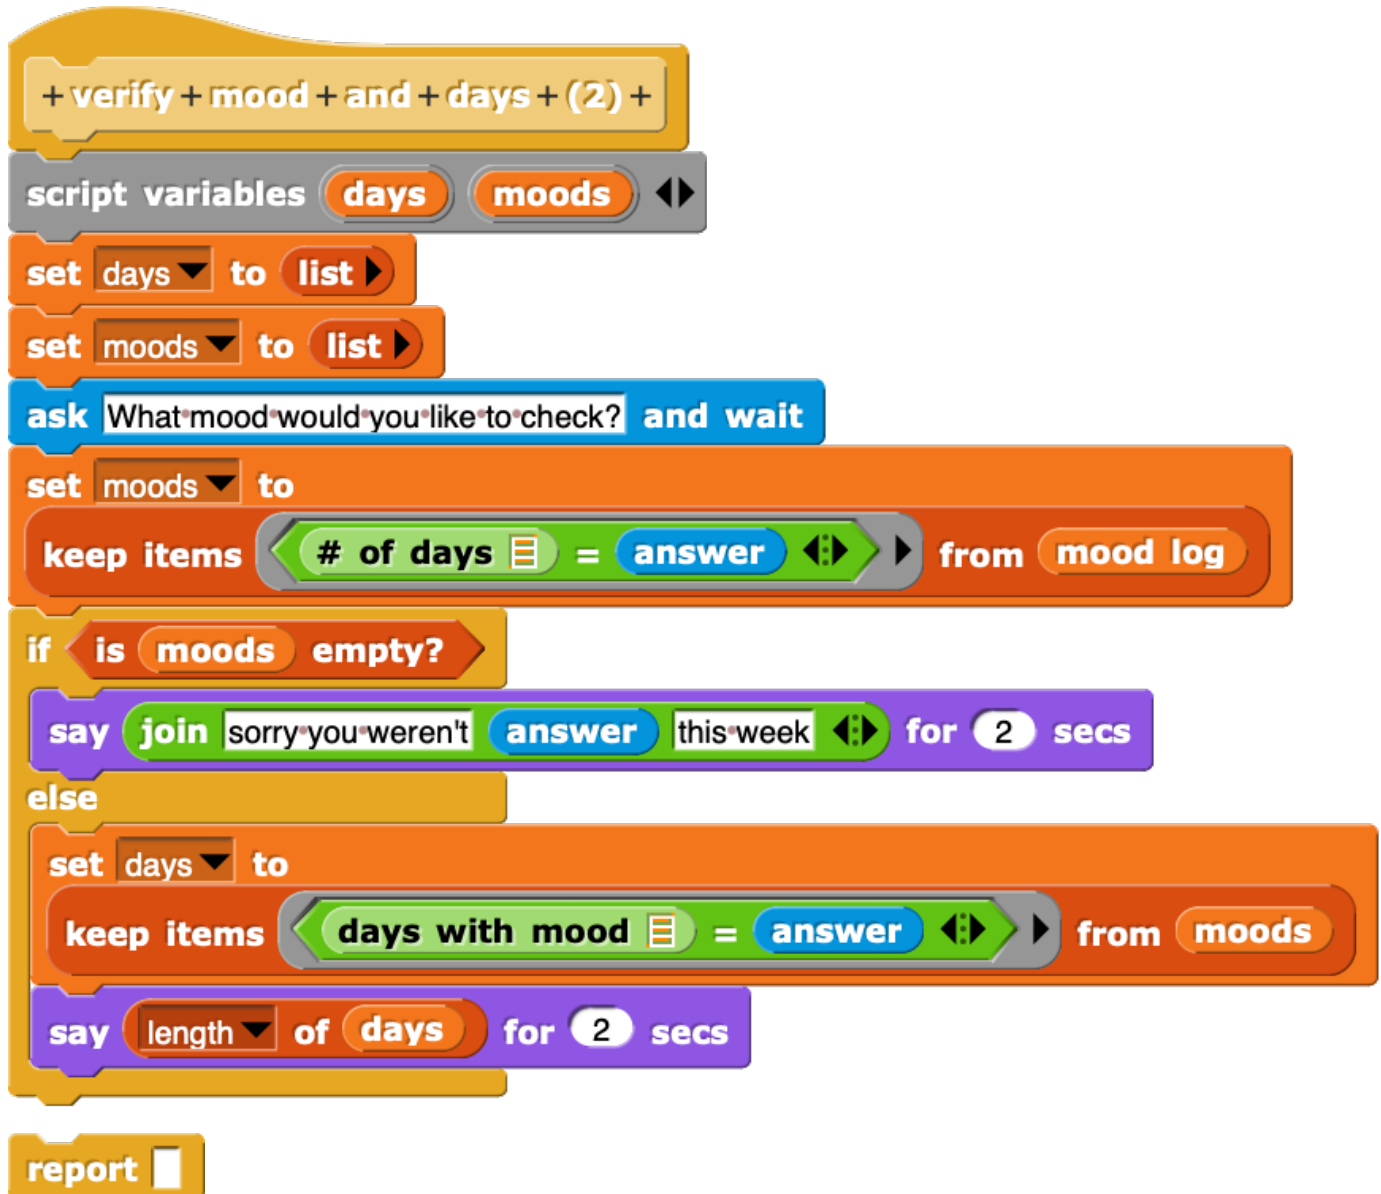 + verify + mood + and + days + (2) +
script variables days moods
set days to list
set moods to list
ask What mood would you like to check? and wait
set moods to
keep items # of days = answer from mood log
if is moods empty?
say join sorry you weren't answer this week for 2 secs
else
set days to
keep items days with mood = answer from moods
say length of days for 2 secs
report